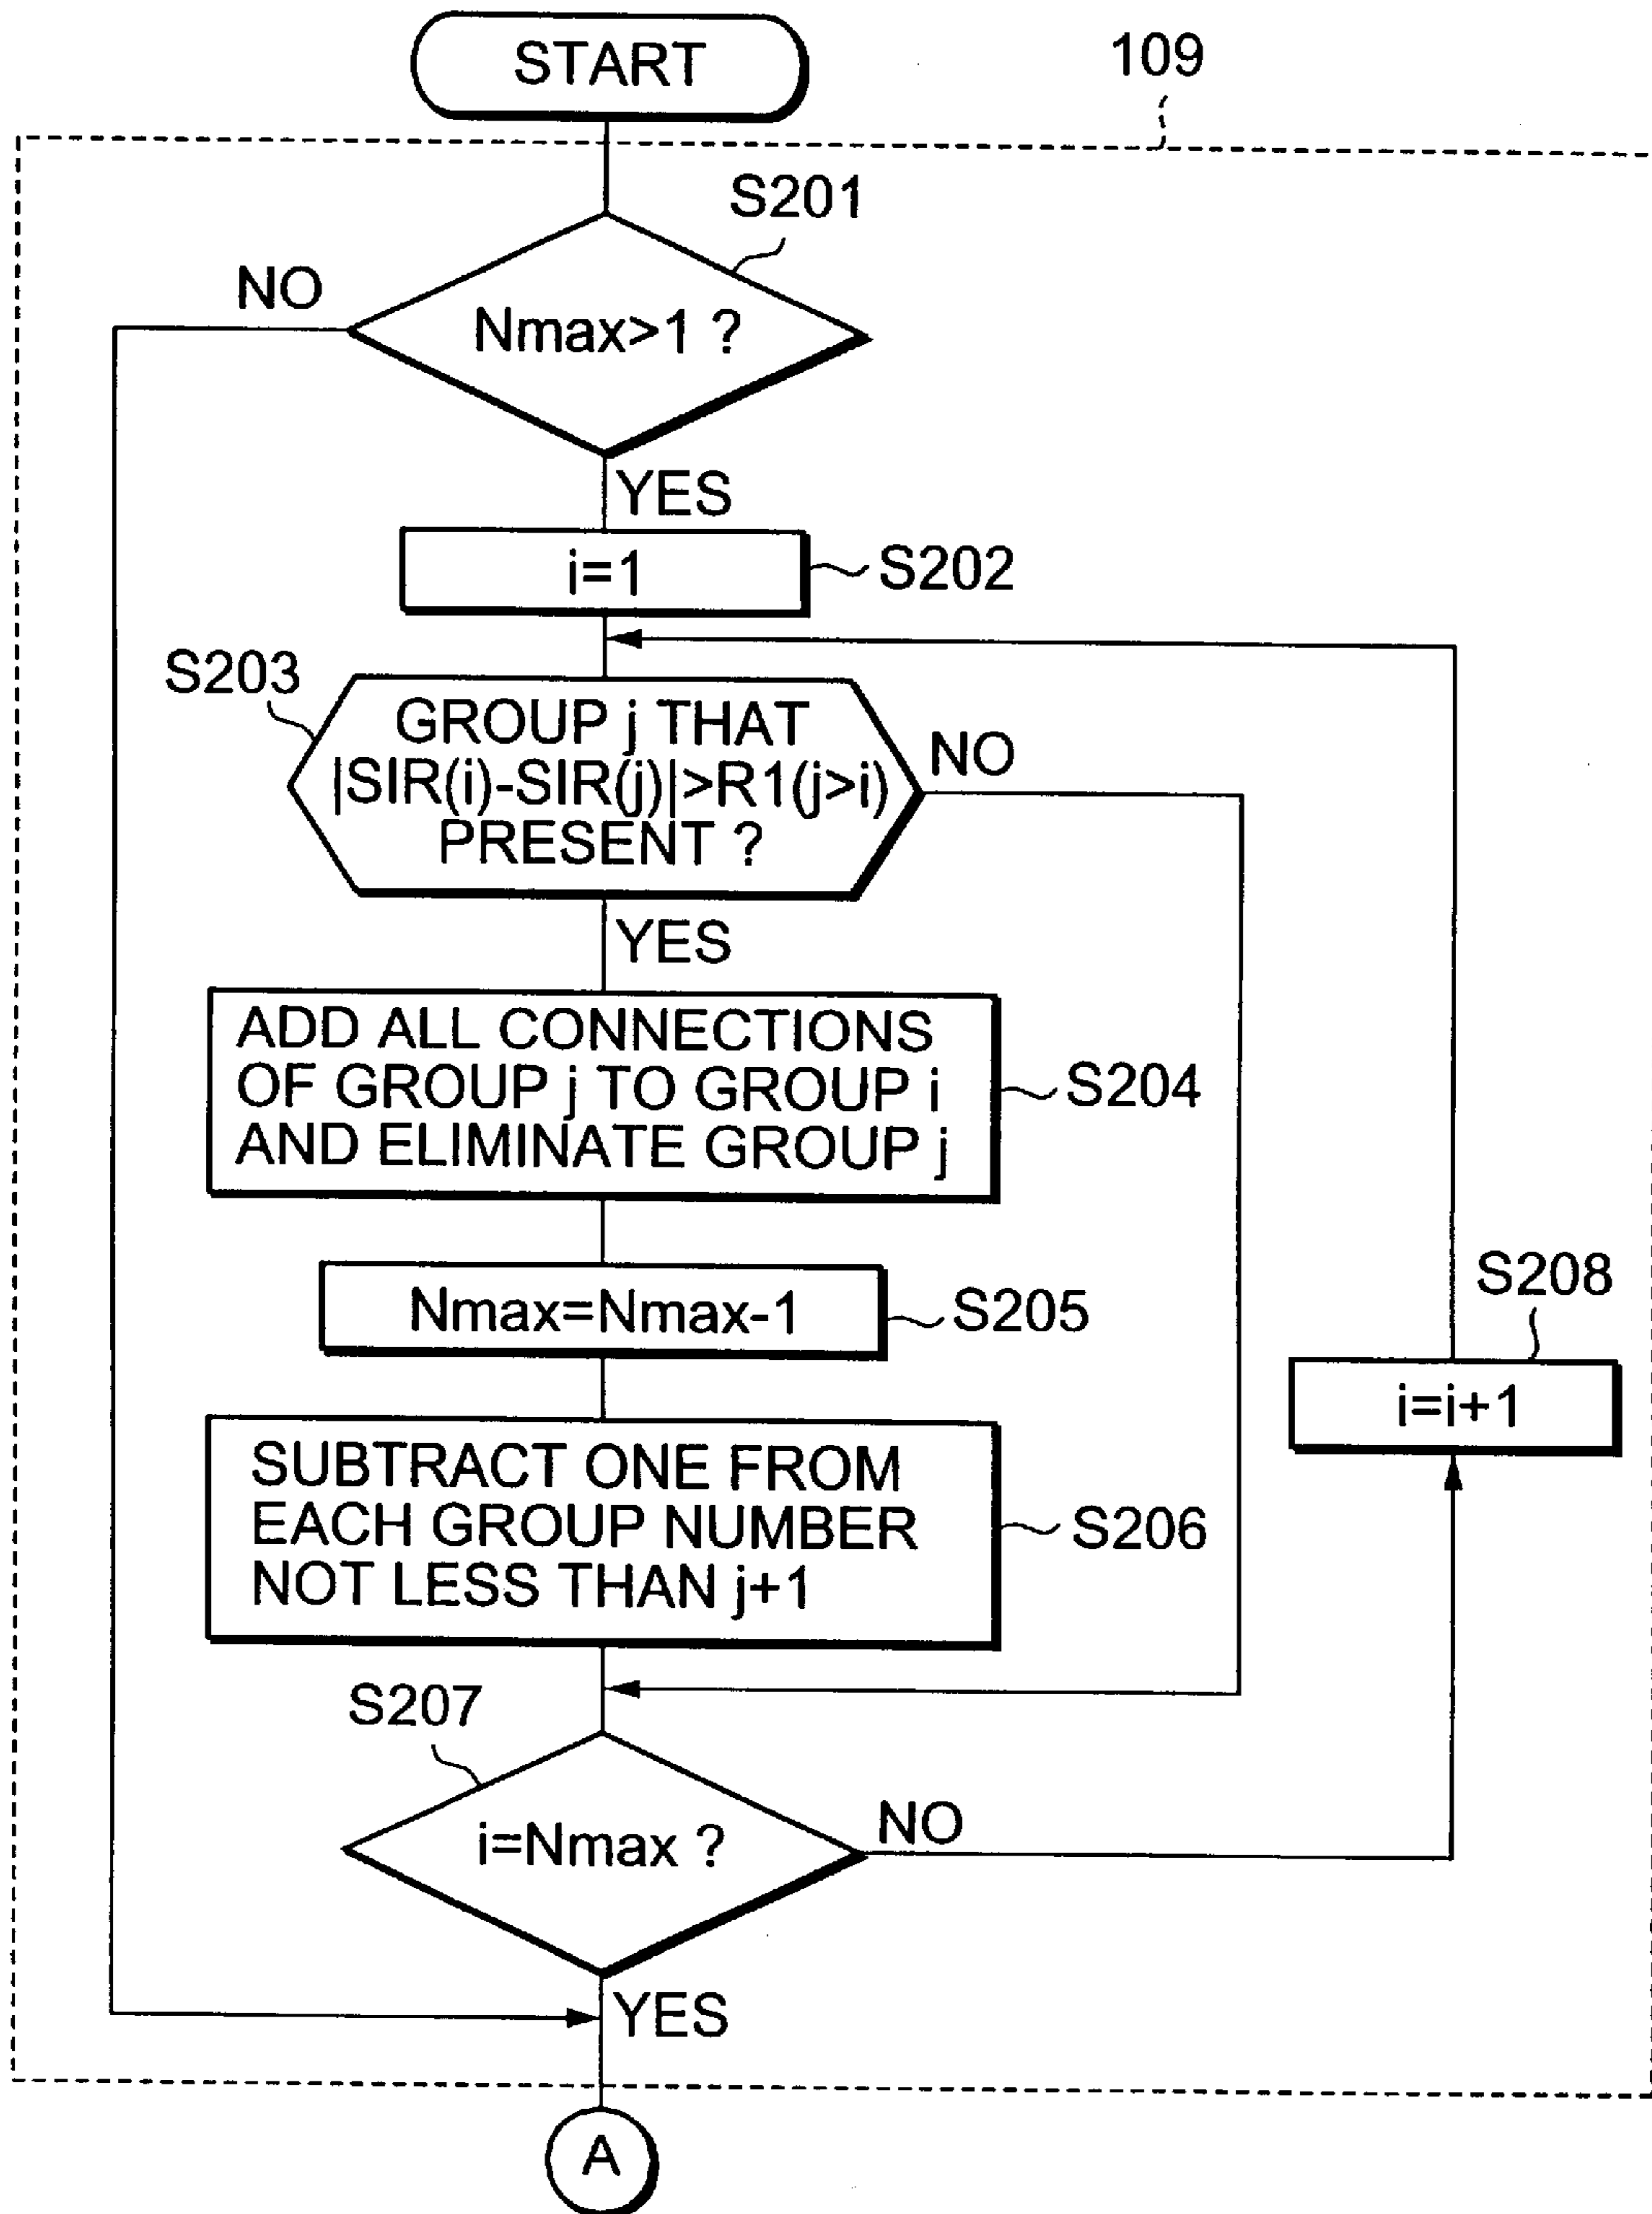 START
109
S201
NO
Nmax>1 ?
YES
i=1
S202
S203
GROUP j THAT
|SIR(i)-SIR(j)|>R1(j>i)
PRESENT ?
NO
YES
ADD ALL CONNECTIONS
OF GROUP j TO GROUP i
AND ELIMINATE GROUP j
S204
Nmax=Nmax-1
S205
S208
i=i+1
SUBTRACT ONE FROM
EACH GROUP NUMBER
NOT LESS THAN j+1
S206
S207
i=Nmax ?
NO
YES
A